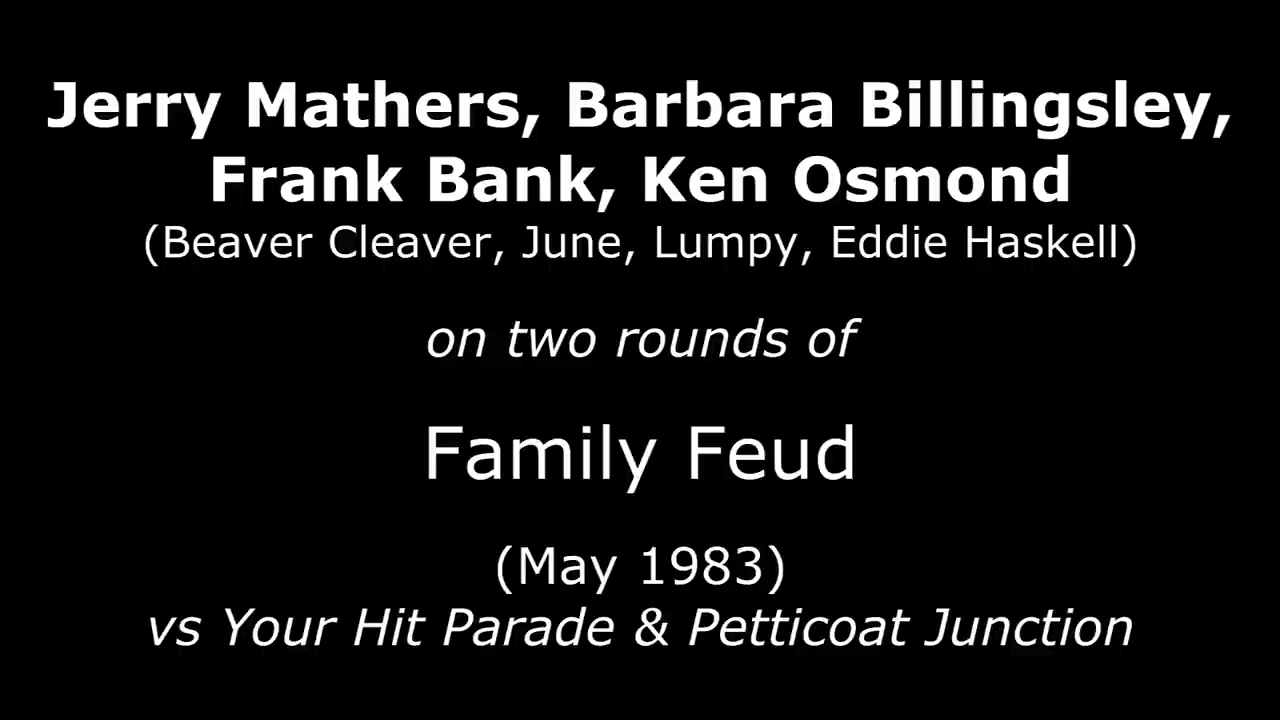 Jerry Mathers, Barbara Billingsley,
Frank Bank, Ken Osmond
(Beaver Cleaver, June, Lumpy, Eddie Haskell)
on two rounds of
Family Feud
(May 1983)
vs Your Hit Parade & Petticoat Junction